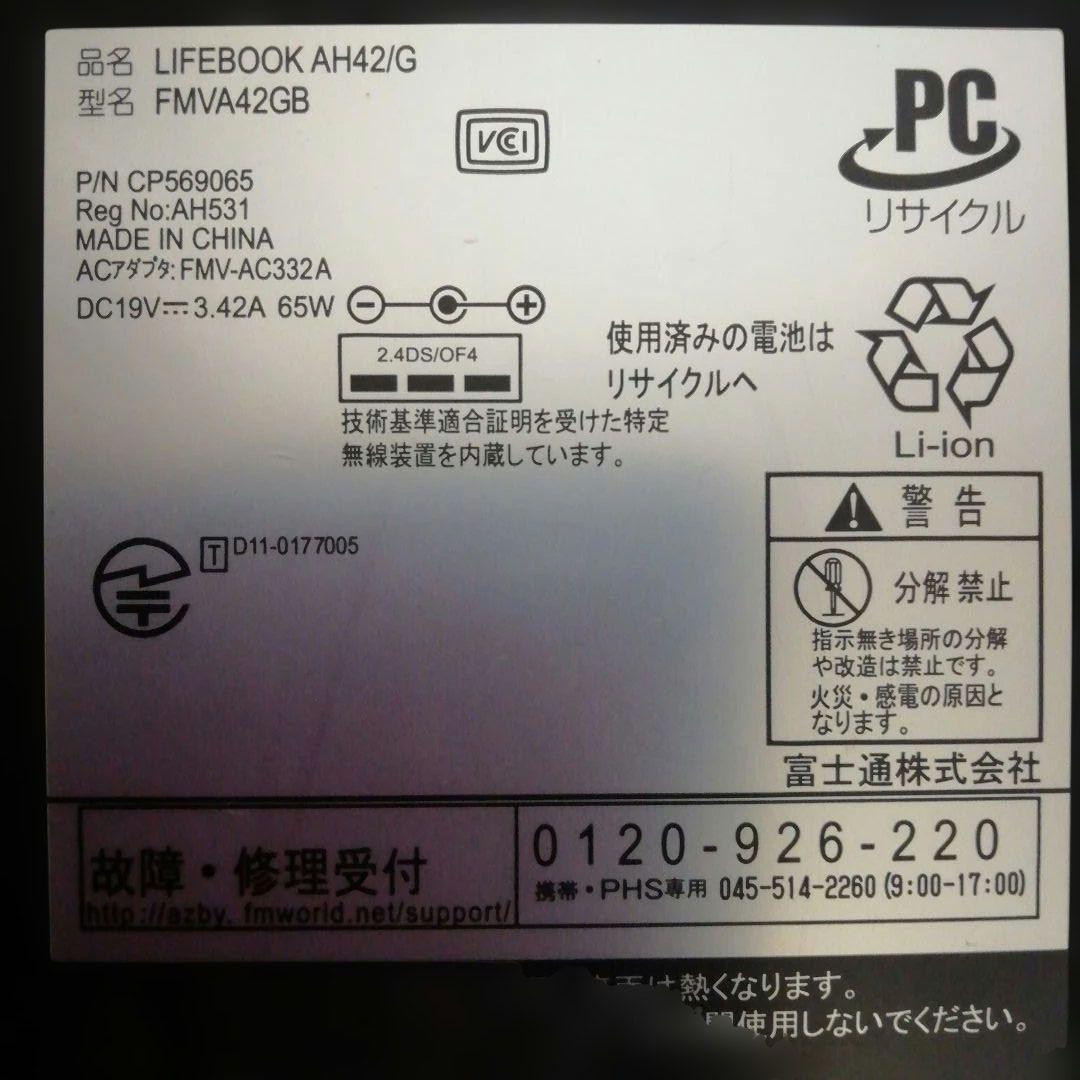 品名 LIFEBOOK AH42/G
型名 FMVA42GB
VCCI
PC
リサイクル
P/N CP569065
Reg No:AH531
MADE IN CHINA
ACアダプタ:FMV-AC332A
DC19V⎓3.42A 65W
2.4DS/OF4
技術基準適合証明を受けた特定
無線装置を内蔵しています。
使用済みの電池は
リサイクルへ
Li-ion
T D11-0177005
警告
分解禁止
指示無き場所の分解
や改造は禁止です。
火災・感電の原因と
なります。
富士通株式会社
故障・修理受付
http://azby.fmworld.net/support/
0120-926-220
携帯・PHS専用 045-514-2260(9:00-17:00)
は熱くなります。
間使用しないでください。